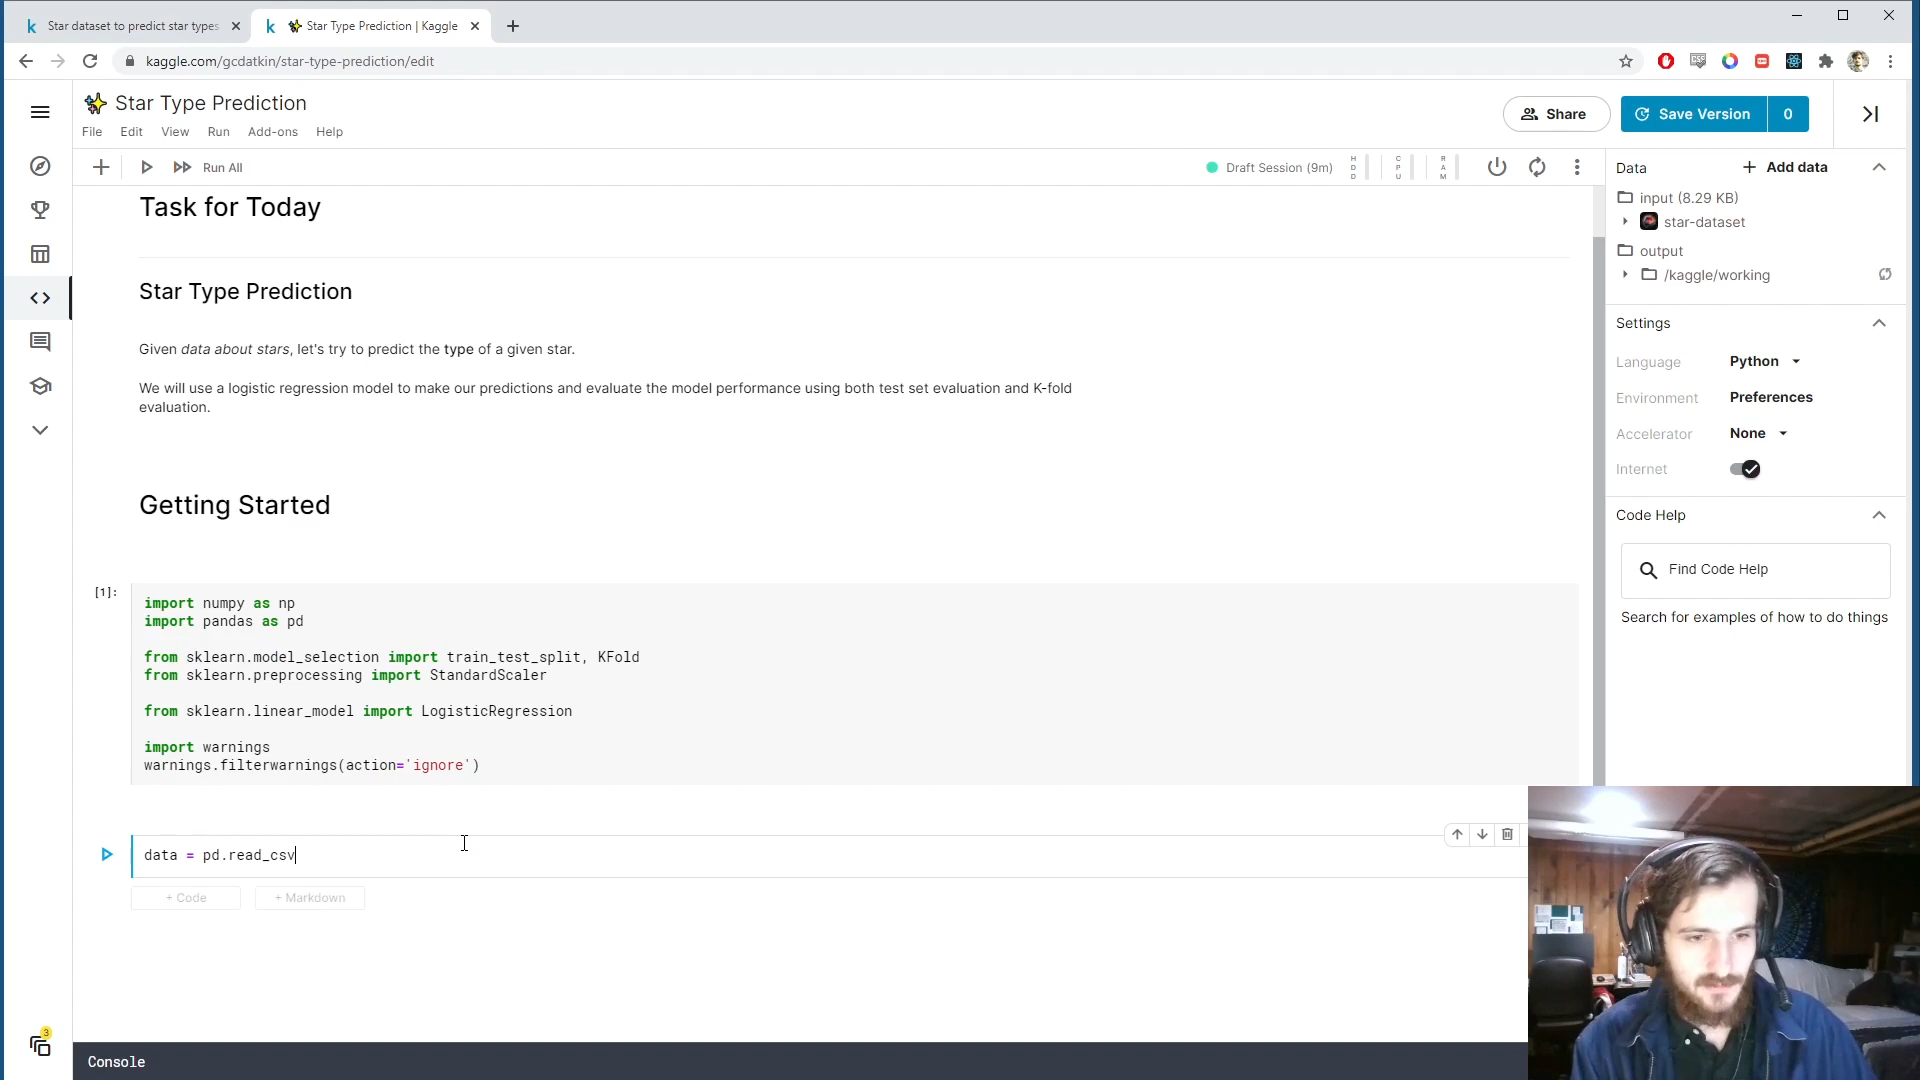 Star dataset to predict star types
Star Type Prediction | Kaggle
kaggle.com/gcdatkin/star-type-prediction/edit
Star Type Prediction
File Edit View Run Add-ons Help
Share
Save Version 0
Run All
Draft Session (9m)
HDD
CPU
RAM
Data
Add data
input (8.29 KB)
star-dataset
output
/kaggle/working
Settings
Language Python
Environment Preferences
Accelerator None
Internet
Code Help
Find Code Help
Search for examples of how to do things
Task for Today
Star Type Prediction
Given data about stars, let's try to predict the type of a given star.
We will use a logistic regression model to make our predictions and evaluate the model performance using both test set evaluation and K-fold
evaluation.
Getting Started
[1]:
import numpy as np
import pandas as pd
from sklearn.model_selection import train_test_split, KFold
from sklearn.preprocessing import StandardScaler
from sklearn.linear_model import LogisticRegression
import warnings
warnings.filterwarnings(action='ignore')
data = pd.read_csv
+ Code + Markdown
3
Console